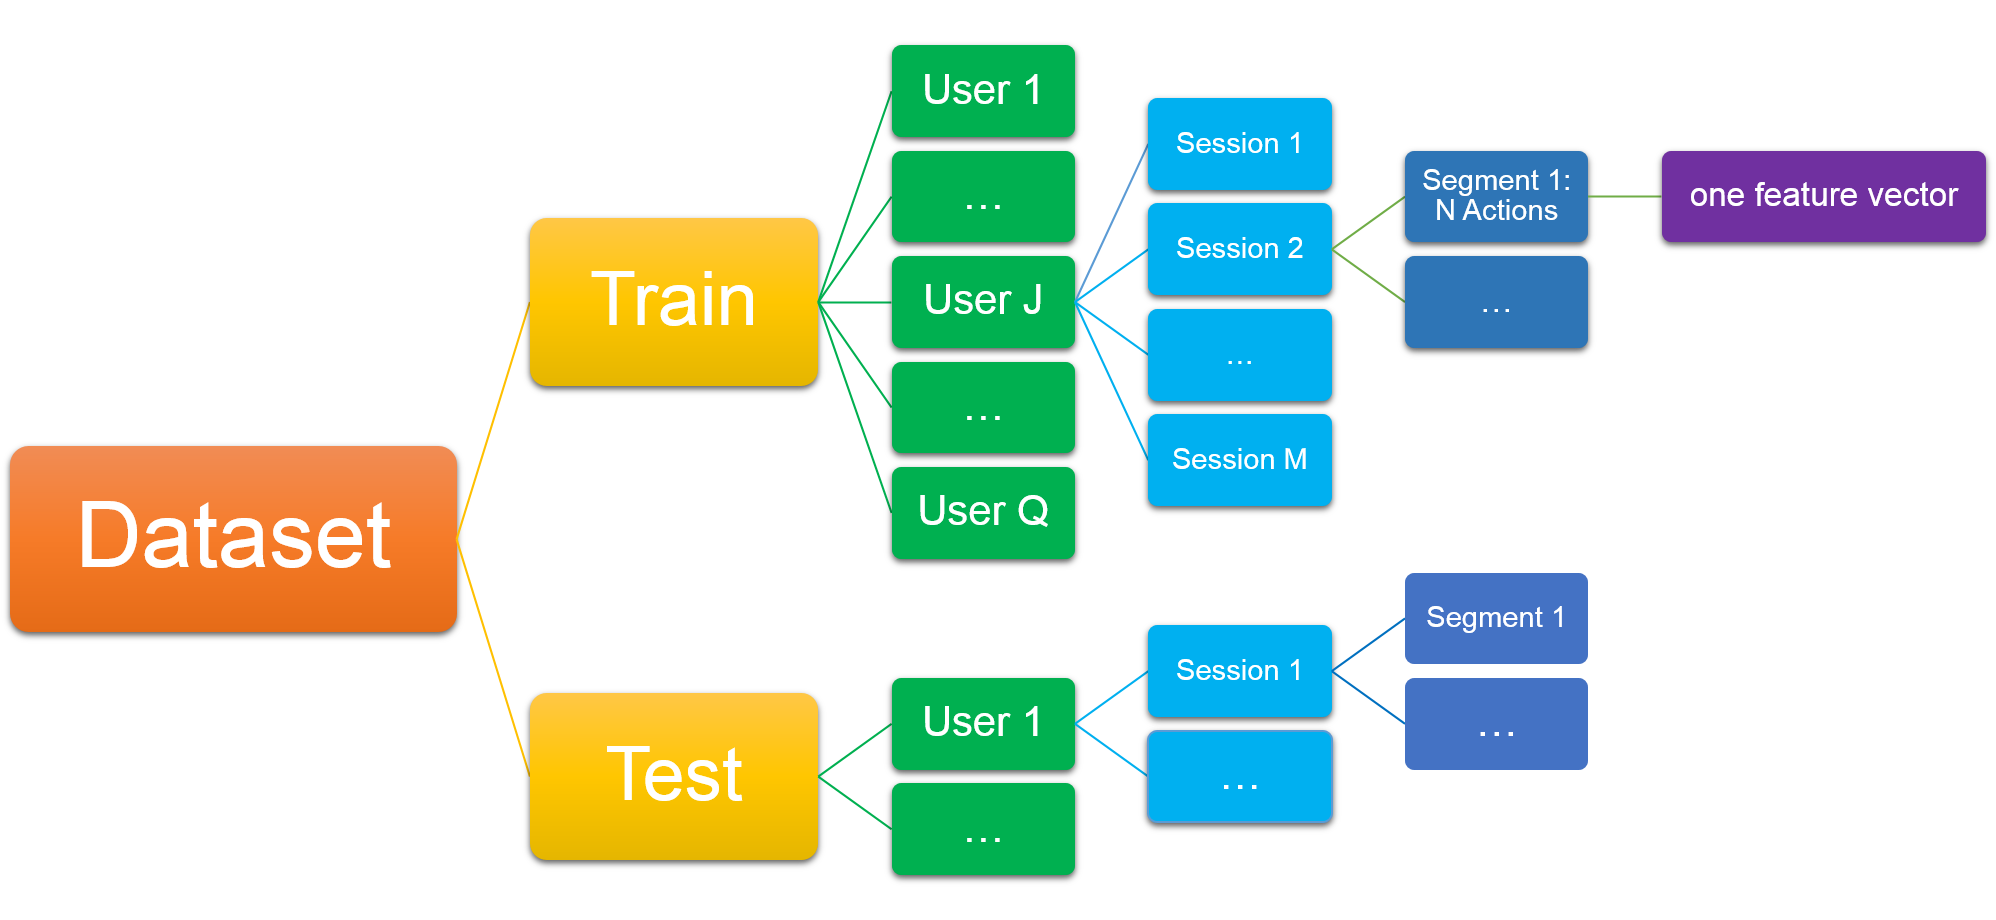 Dataset
Train
User 1
...
User J
...
User Q
Session 1
Session 2
...
Session M
Segment 1:
N Actions
...
one feature vector
Test
User 1
...
Session 1
...
Segment 1
...